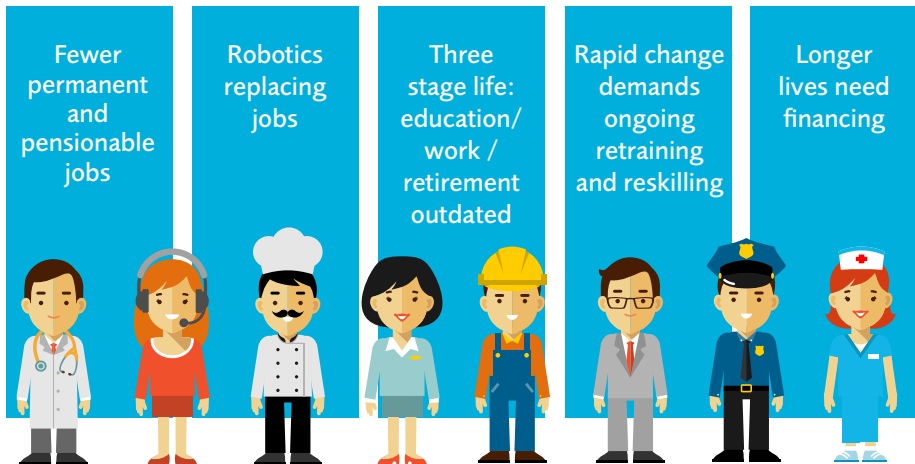 Fewer
permanent
and
pensionable
jobs
Robotics
replacing
jobs
Three
stage life:
education/
work /
retirement
outdated
Rapid change
demands
ongoing
retraining
and reskilling
Longer
lives need
financing